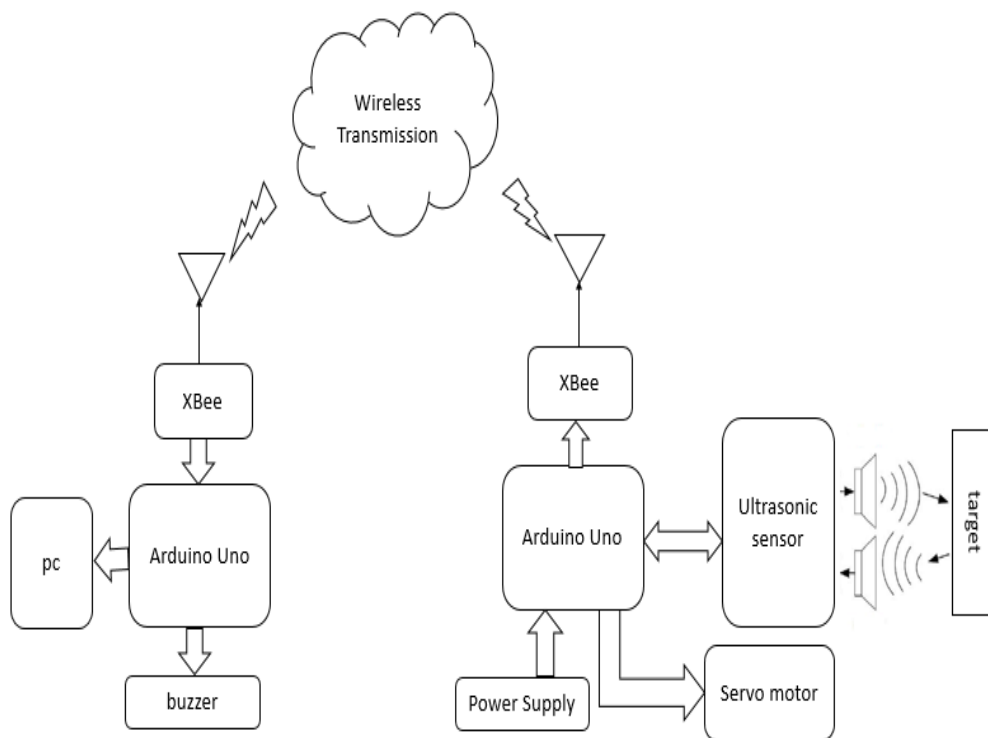 Wireless
Transmission
XBee
XBee
Arduino Uno
pc
buzzer
Arduino Uno
Ultrasonic
sensor
target
Power Supply
Servo motor